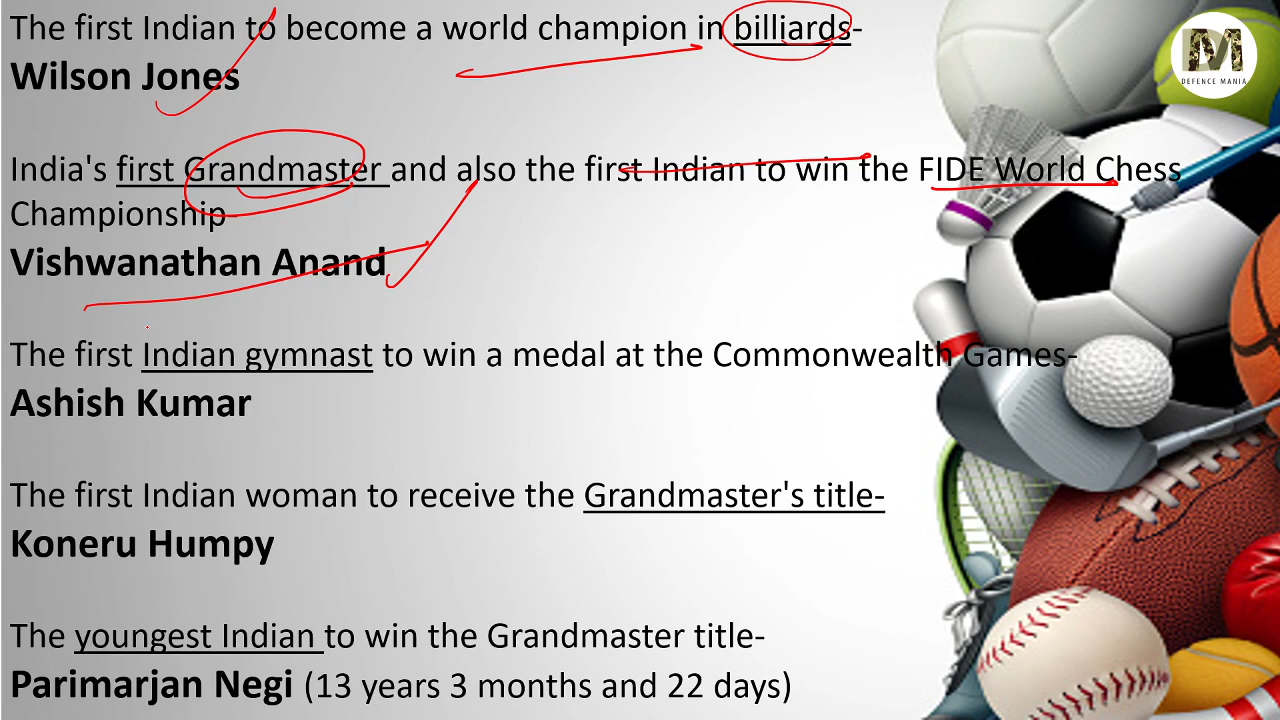 The first Indian to become a world champion in billiards-
Wilson Jones
India's first Grandmaster and also the first Indian to win the FIDE World Chess
Championship-
Vishwanathan Anand
The first Indian gymnast to win a medal at the Commonwealth Games-
Ashish Kumar
The first Indian woman to receive the Grandmaster's title-
Koneru Humpy
The youngest Indian to win the Grandmaster title-
Parimarjan Negi (13 years 3 months and 22 days)
DM
DEFENCE MANIA